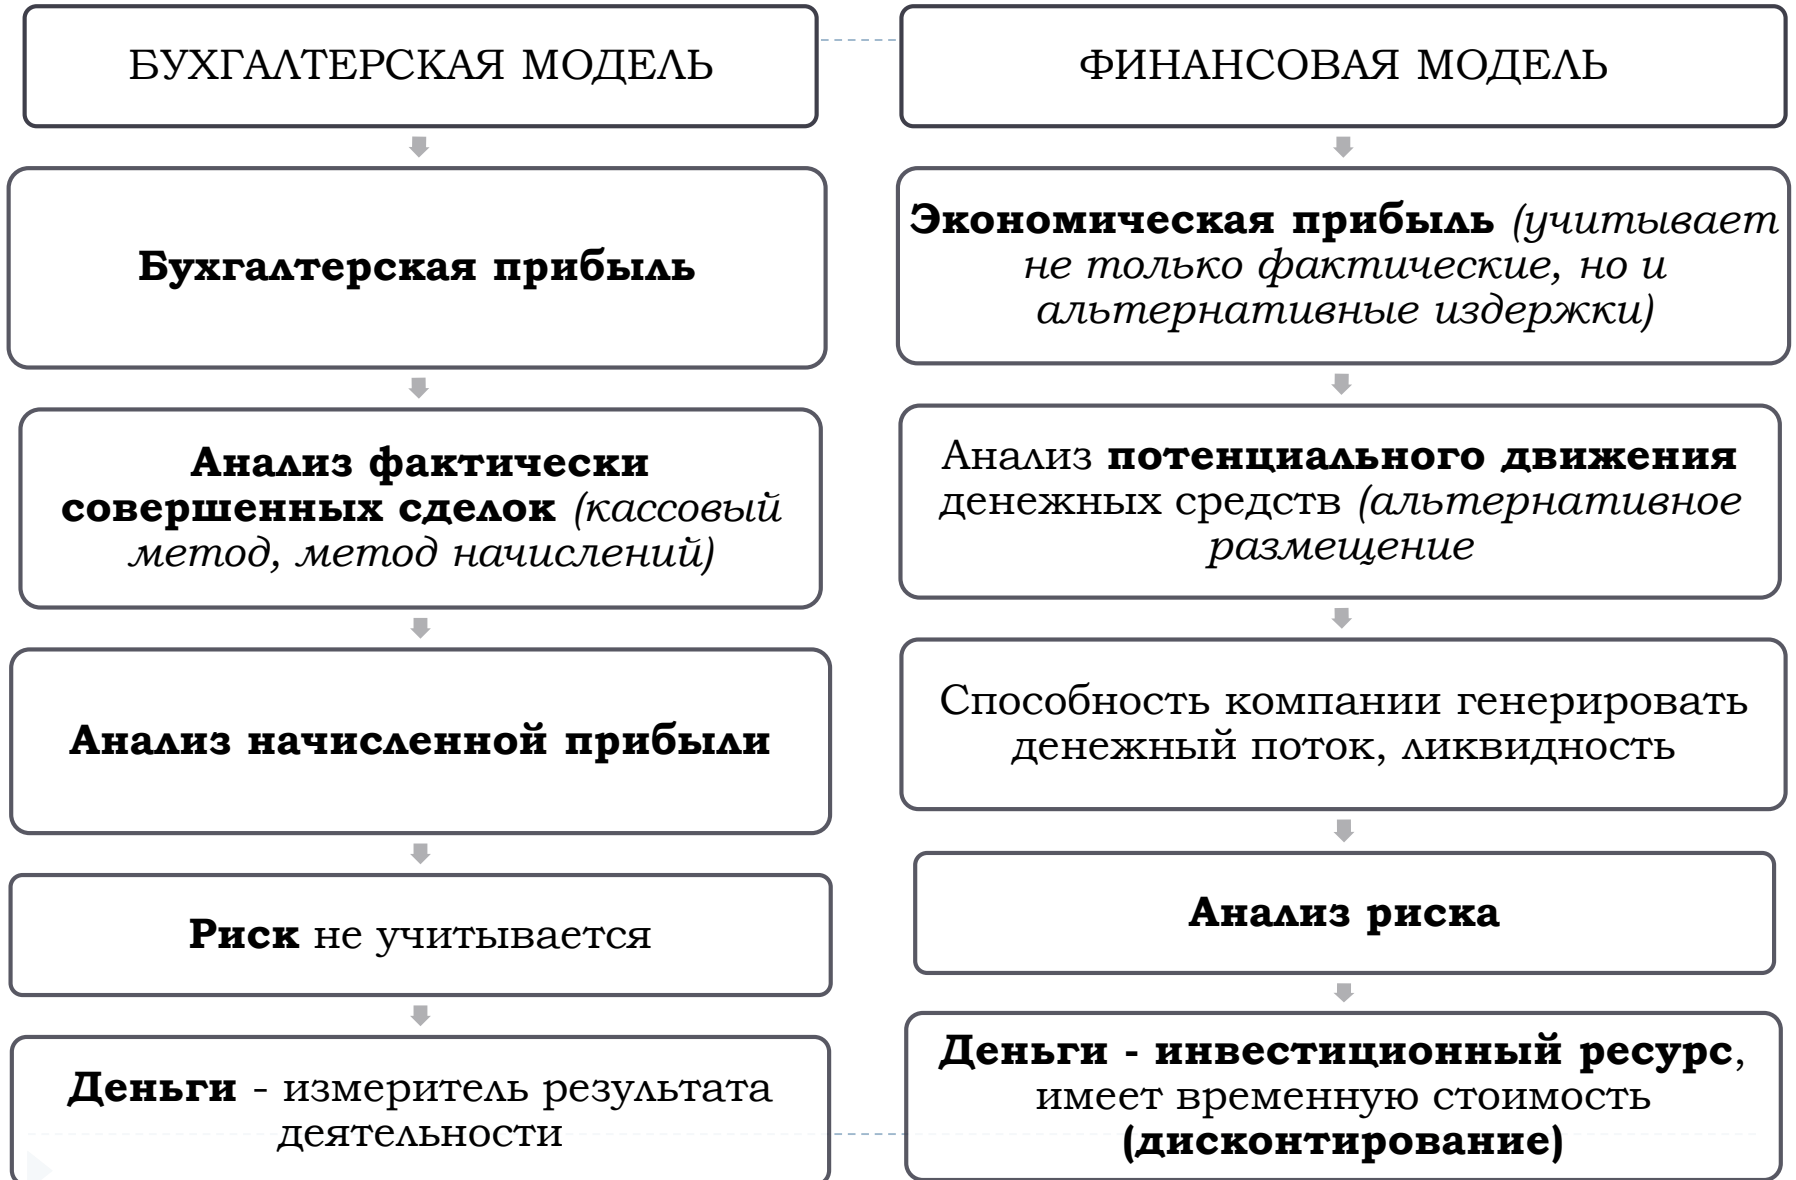 БУХГАЛТЕРСКАЯ МОДЕЛЬ
Бухгалтерская прибыль
Анализ фактически
совершенных сделок (кассовый
метод, метод начислений)
Анализ начисленной прибыли
Риск не учитывается
Деньги - измеритель результата
деятельности
ФИНАНСОВАЯ МОДЕЛЬ
Экономическая прибыль (учитывает
не только фактические, но и
альтернативные издержки)
Анализ потенциального движения
денежных средств (альтернативное
размещение
Способность компании генерировать
денежный поток, ликвидность
Анализ риска
Деньги - инвестиционный ресурс,
имеет временную стоимость
(дисконтирование)